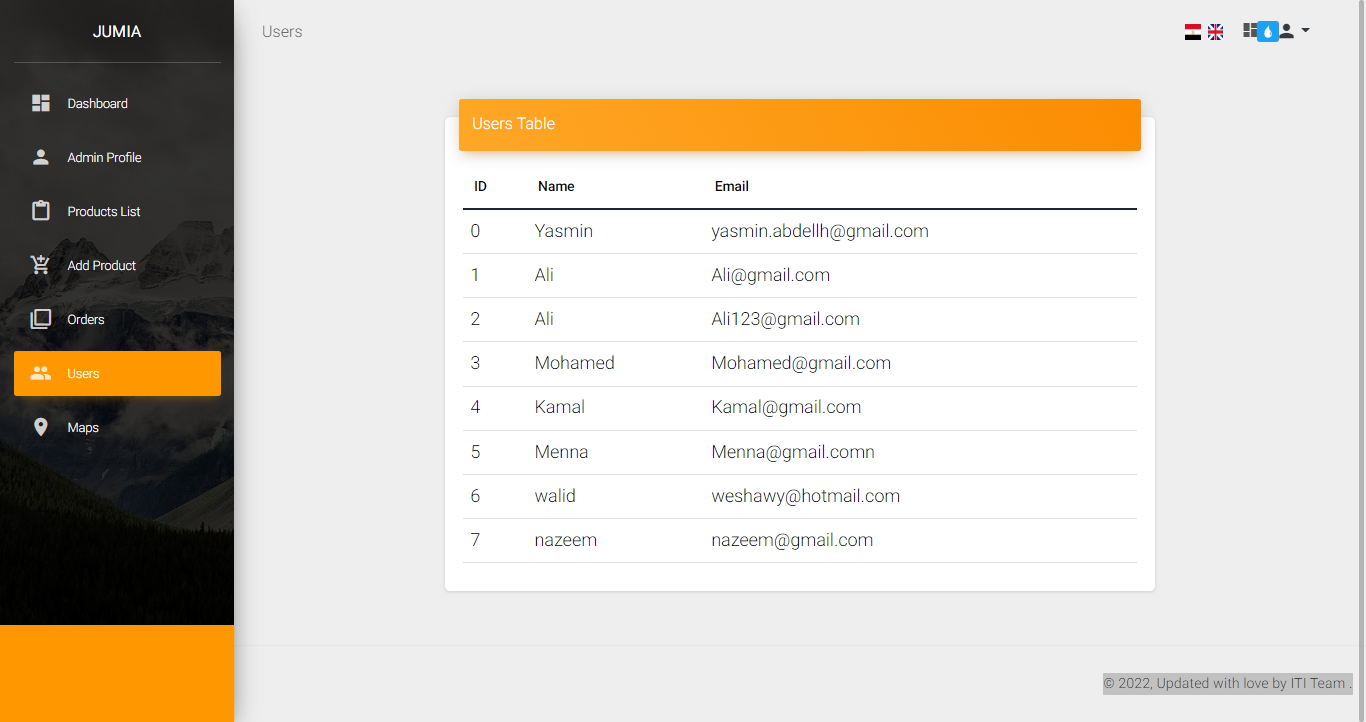 JUMIA
Users
Dashboard
Admin Profile
Products List
Add Product
Orders
Users
Maps
Users Table
ID Name Email
0 Yasmin yasmin.abdellh@gmail.com
1 Ali Ali@gmail.com
2 Ali Ali123@gmail.com
3 Mohamed Mohamed@gmail.com
4 Kamal Kamal@gmail.com
5 Menna Menna@gmail.comn
6 walid weshawy@hotmail.com
7 nazeem nazeem@gmail.com
© 2022, Updated with love by ITI Team .